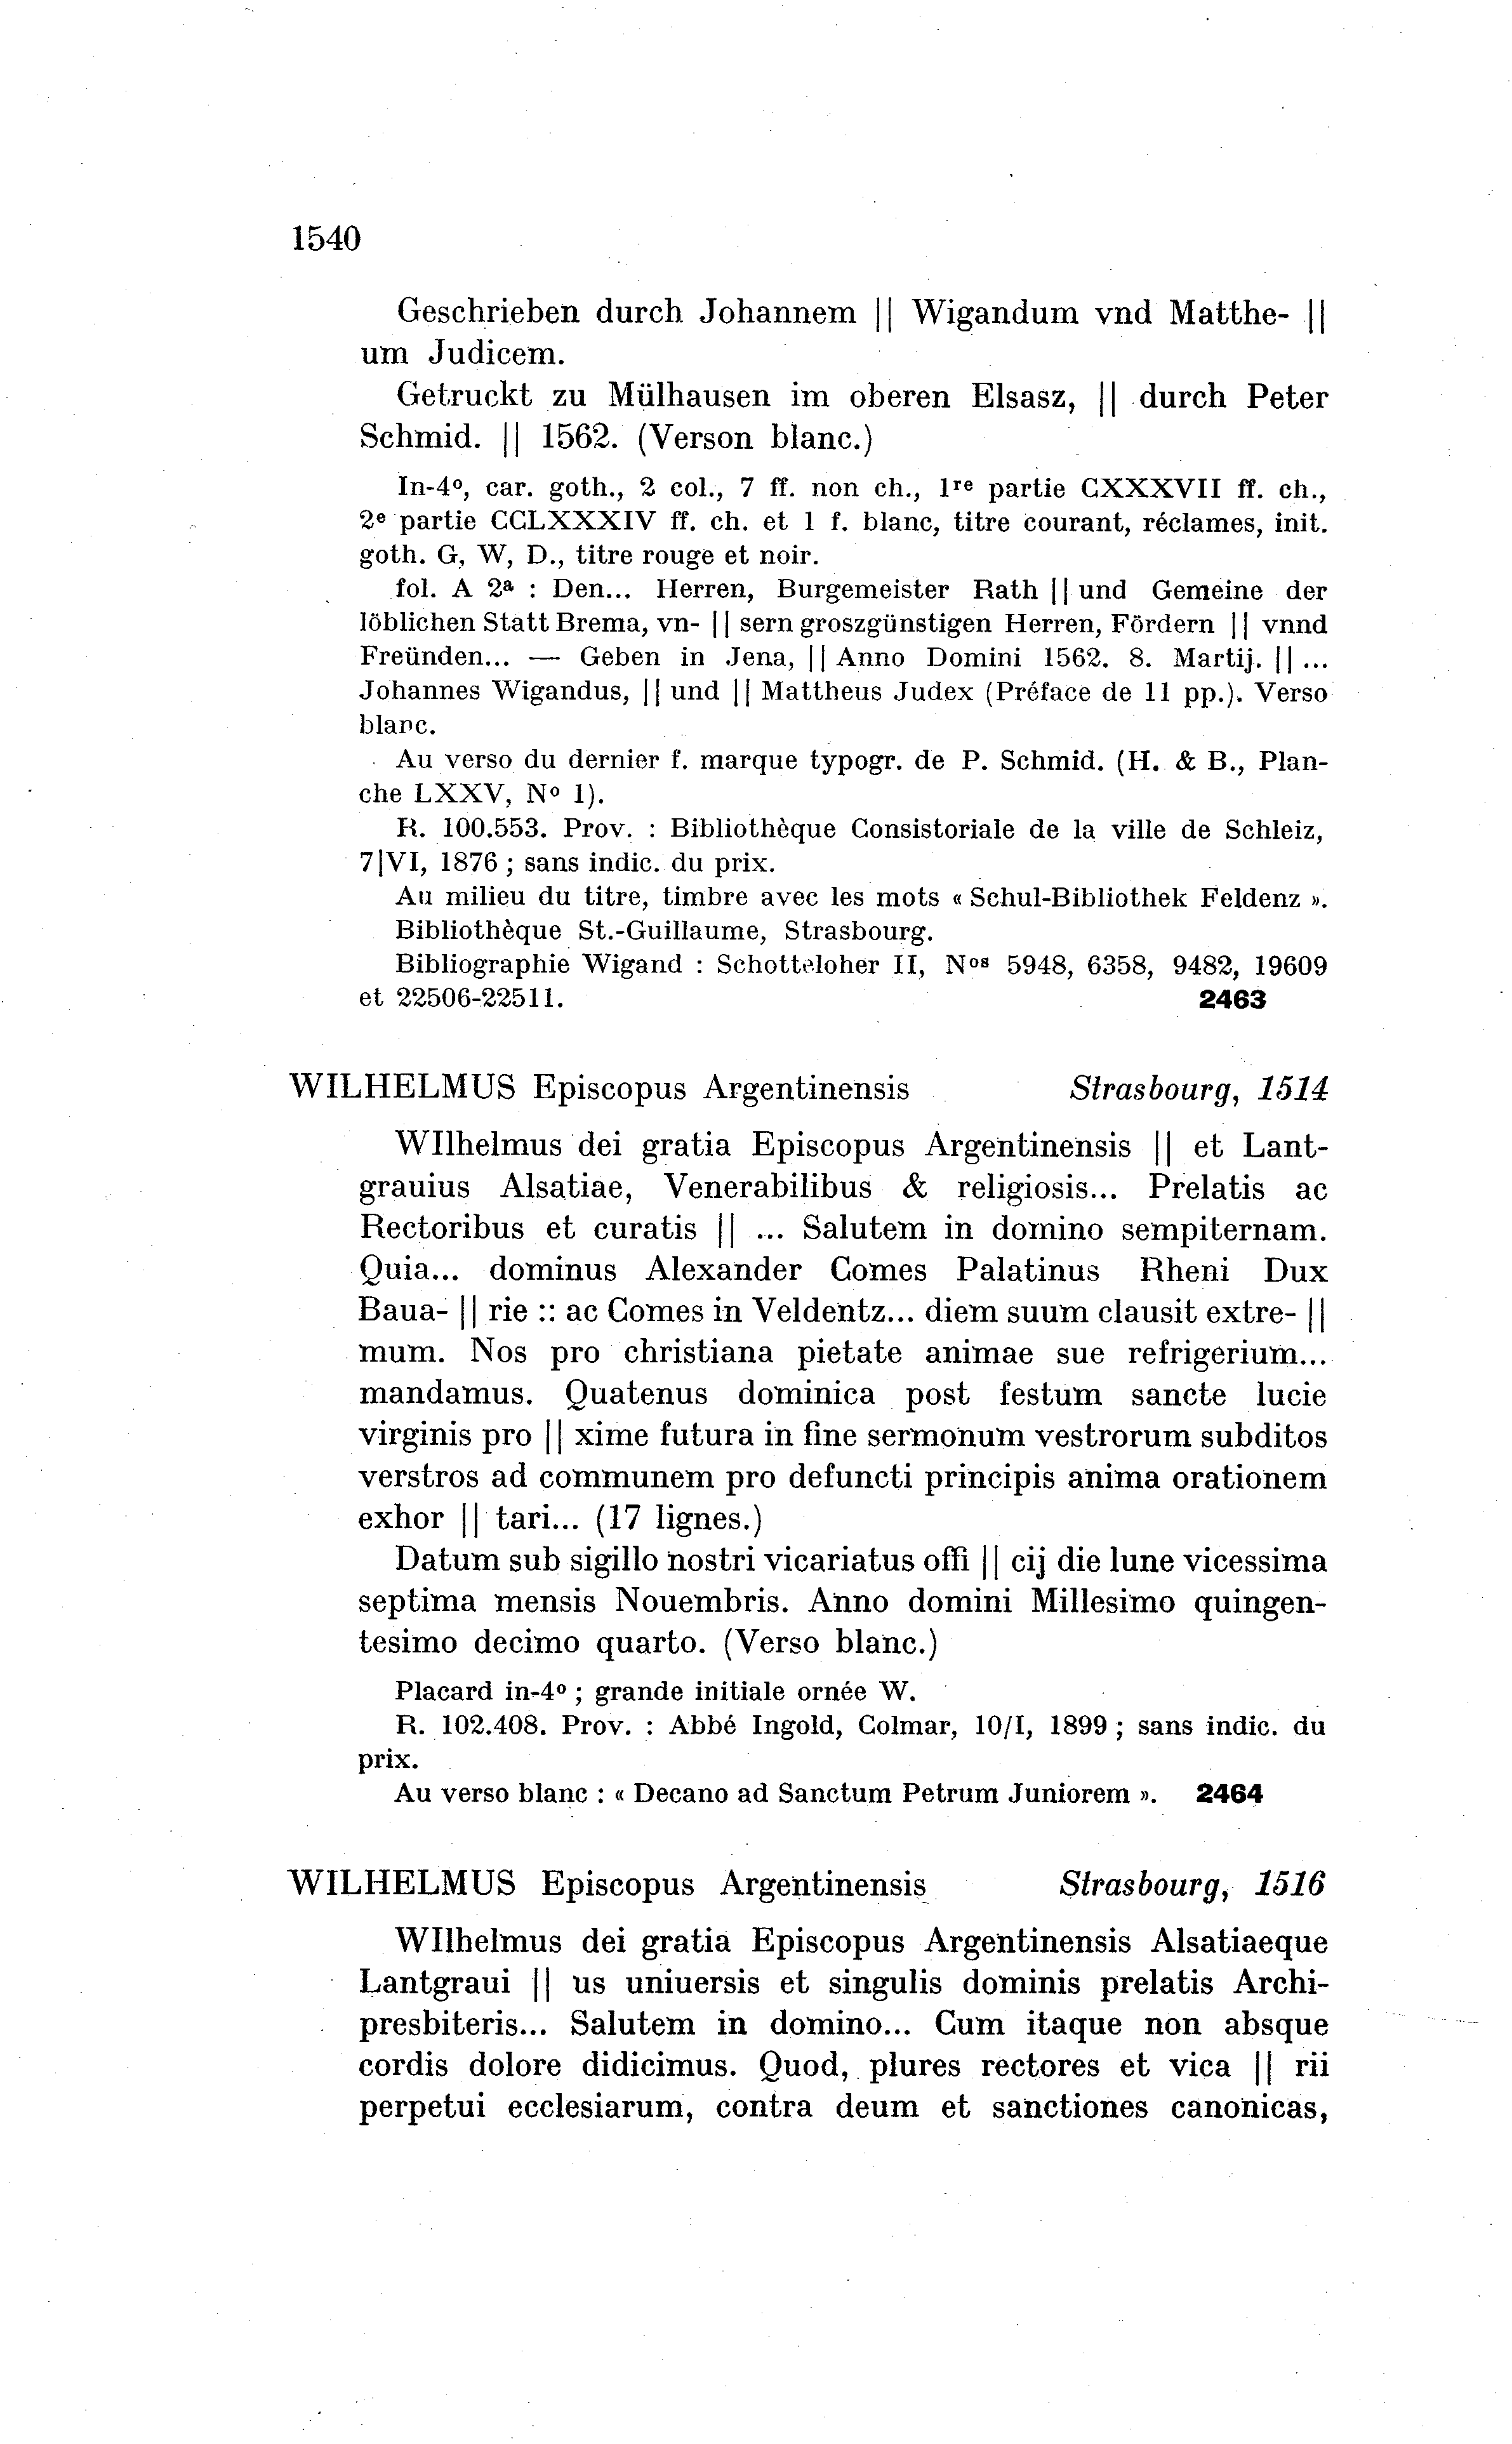 1540
Geschrieben durch Johannem || Wigandum vnd Matthe- ||
um Judicem.
Getruckt zu Mülhausen im oberen Elsasz, || durch Peter
Schmid. || 1562. (Verson blanc.)
In-4º, car. goth., 2 col., 7 ff. non ch., 1re partie CXXXVII ff. ch.,
2e partie CCLXXXIV ff. ch. et 1 f. blanc, titre courant, réclames, init.
goth. G, W, D., titre rouge et noir.
fol. A 2ª : Den... Herren, Burgemeister Rath || und Gemeine der
löblichen Statt Brema, vn- || sern groszgünstigen Herren, Fördern || vnnd
Freünden... — Geben in Jena, || Anno Domini 1562. 8. Martij. || ...
Johannes Wigandus, || und || Mattheus Judex (Préface de 11 pp.). Verso
blanc.
Au verso du dernier f. marque typogr. de P. Schmid. (H. & B., Plan-
che LXXV, Nº 1).
R. 100.553. Prov. : Bibliothèque Consistoriale de la ville de Schleiz,
7|VI, 1876 ; sans indic. du prix.
Au milieu du titre, timbre avec les mots « Schul-Bibliothek Feldenz ».
Bibliothèque St.-Guillaume, Strasbourg.
Bibliographie Wigand : Schotteloher II, Nos 5948, 6358, 9482, 19609
et 22506-22511. 2463
WILHELMUS Episcopus Argentinensis Strasbourg, 1514
WIlhelmus dei gratia Episcopus Argentinensis || et Lant-
grauius Alsatiae, Venerabilibus & religiosis... Prelatis ac
Rectoribus et curatis || ... Salutem in domino sempiternam.
Quia... dominus Alexander Comes Palatinus Rheni Dux
Baua- || rie :: ac Comes in Veldentz... diem suum clausit extre- ||
mum. Nos pro christiana pietate animae sue refrigerium...
mandamus. Quatenus dominica post festum sancte lucie
virginis pro || xime futura in fine sermonum vestrorum subditos
verstros ad communem pro defuncti principis anima orationem
exhor || tari... (17 lignes.)
Datum sub sigillo nostri vicariatus offi || cij die lune vicessima
septima mensis Nouembris. Anno domini Millesimo quingen-
tesimo decimo quarto. (Verso blanc.)
Placard in-4º ; grande initiale ornée W.
R. 102.408. Prov. : Abbé Ingold, Colmar, 10/I, 1899 ; sans indic. du
prix.
Au verso blanc : « Decano ad Sanctum Petrum Juniorem ». 2464
WILHELMUS Episcopus Argentinensis Strasbourg, 1516
WIlhelmus dei gratia Episcopus Argentinensis Alsatiaeque
Lantgraui || us uniuersis et singulis dominis prelatis Archi-
presbiteris... Salutem in domino... Cum itaque non absque
cordis dolore didicimus. Quod, plures rectores et vica || rii
perpetui ecclesiarum, contra deum et sanctiones canonicas,